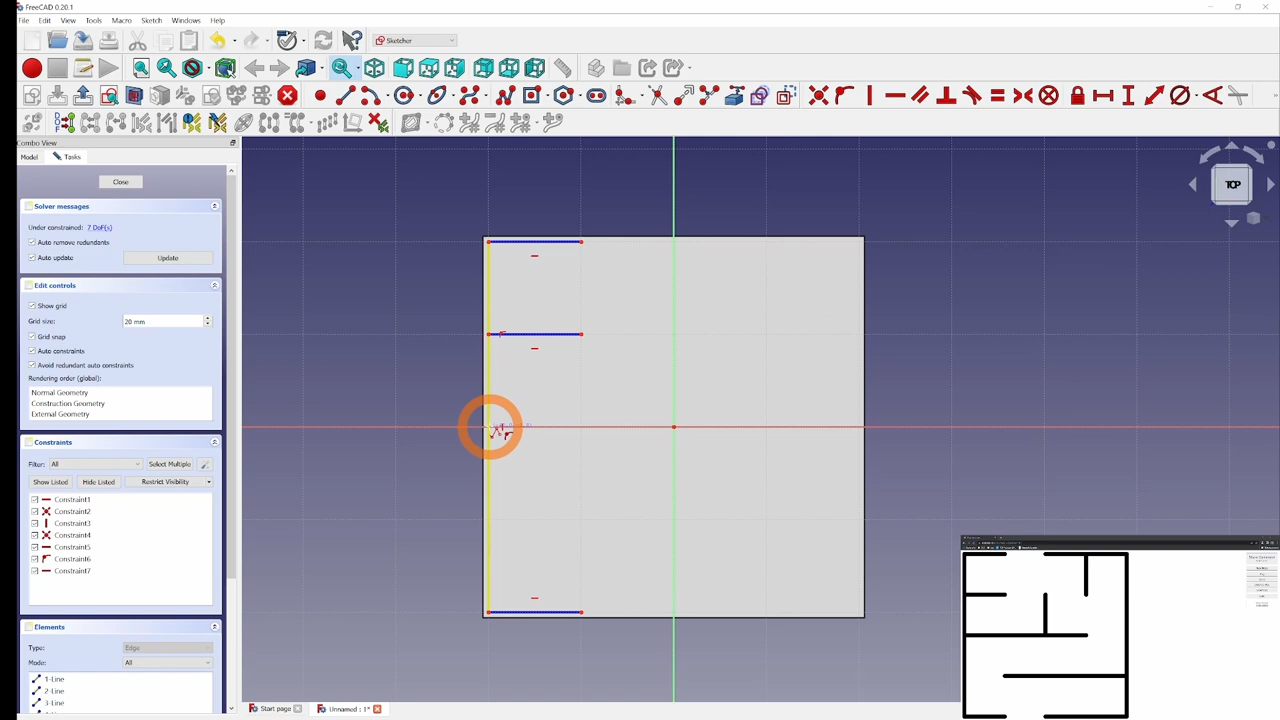 FreeCAD 0.20.1
File Edit View Tools Macro Sketch Windows Help
Sketcher
Combo View
Model Tasks
Close
Solver messages
Under constrained: 7 DoF(s)
Auto remove redundants
Auto update Update
Edit controls
Show grid
Grid size: 20 mm
Grid snap
Auto constraints
Avoid redundant auto constraints
Rendering order (global):
Normal Geometry
Construction Geometry
External Geometry
Constraints
Filter: All Select Multiple
Show Listed Hide Listed Restrict Visibility
Constraint1
Constraint2
Constraint3
Constraint4
Constraint5
Constraint6
Constraint7
Elements
Type: Edge
Mode: All
1-Line
2-Line
3-Line
TOP
Start page Unnamed : 1*